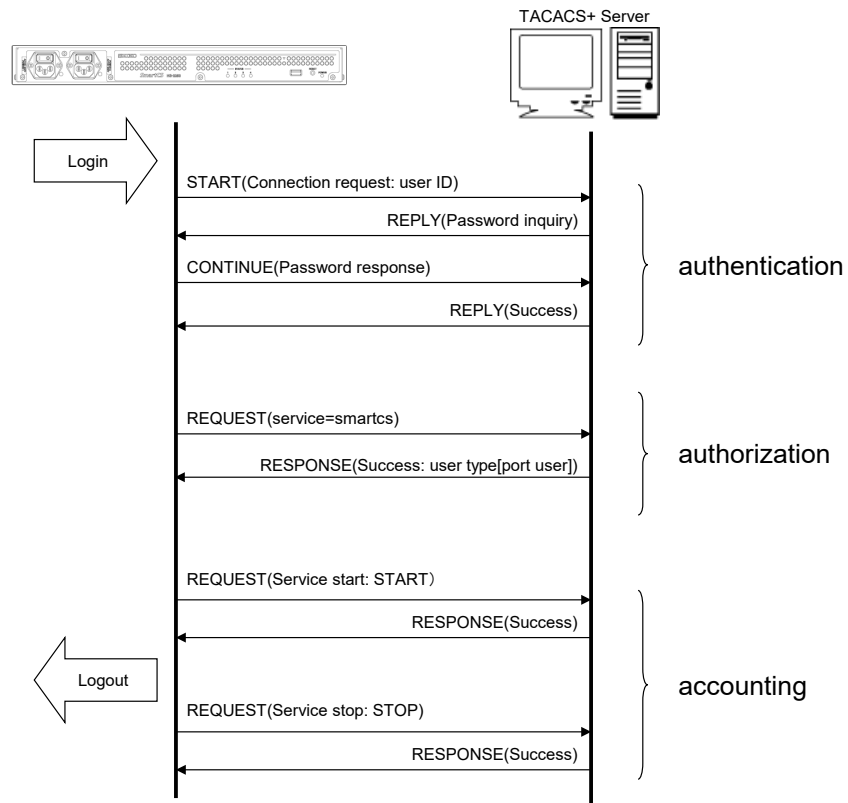 TACACS+ Server
SmartCS
Login
START(Connection request: user ID)
REPLY(Password inquiry)
CONTINUE(Password response)
REPLY(Success)
authentication
REQUEST(service=smartcs)
RESPONSE(Success: user type[port user])
authorization
REQUEST(Service start: START）
RESPONSE(Success)
Logout
accounting
REQUEST(Service stop: STOP)
RESPONSE(Success)